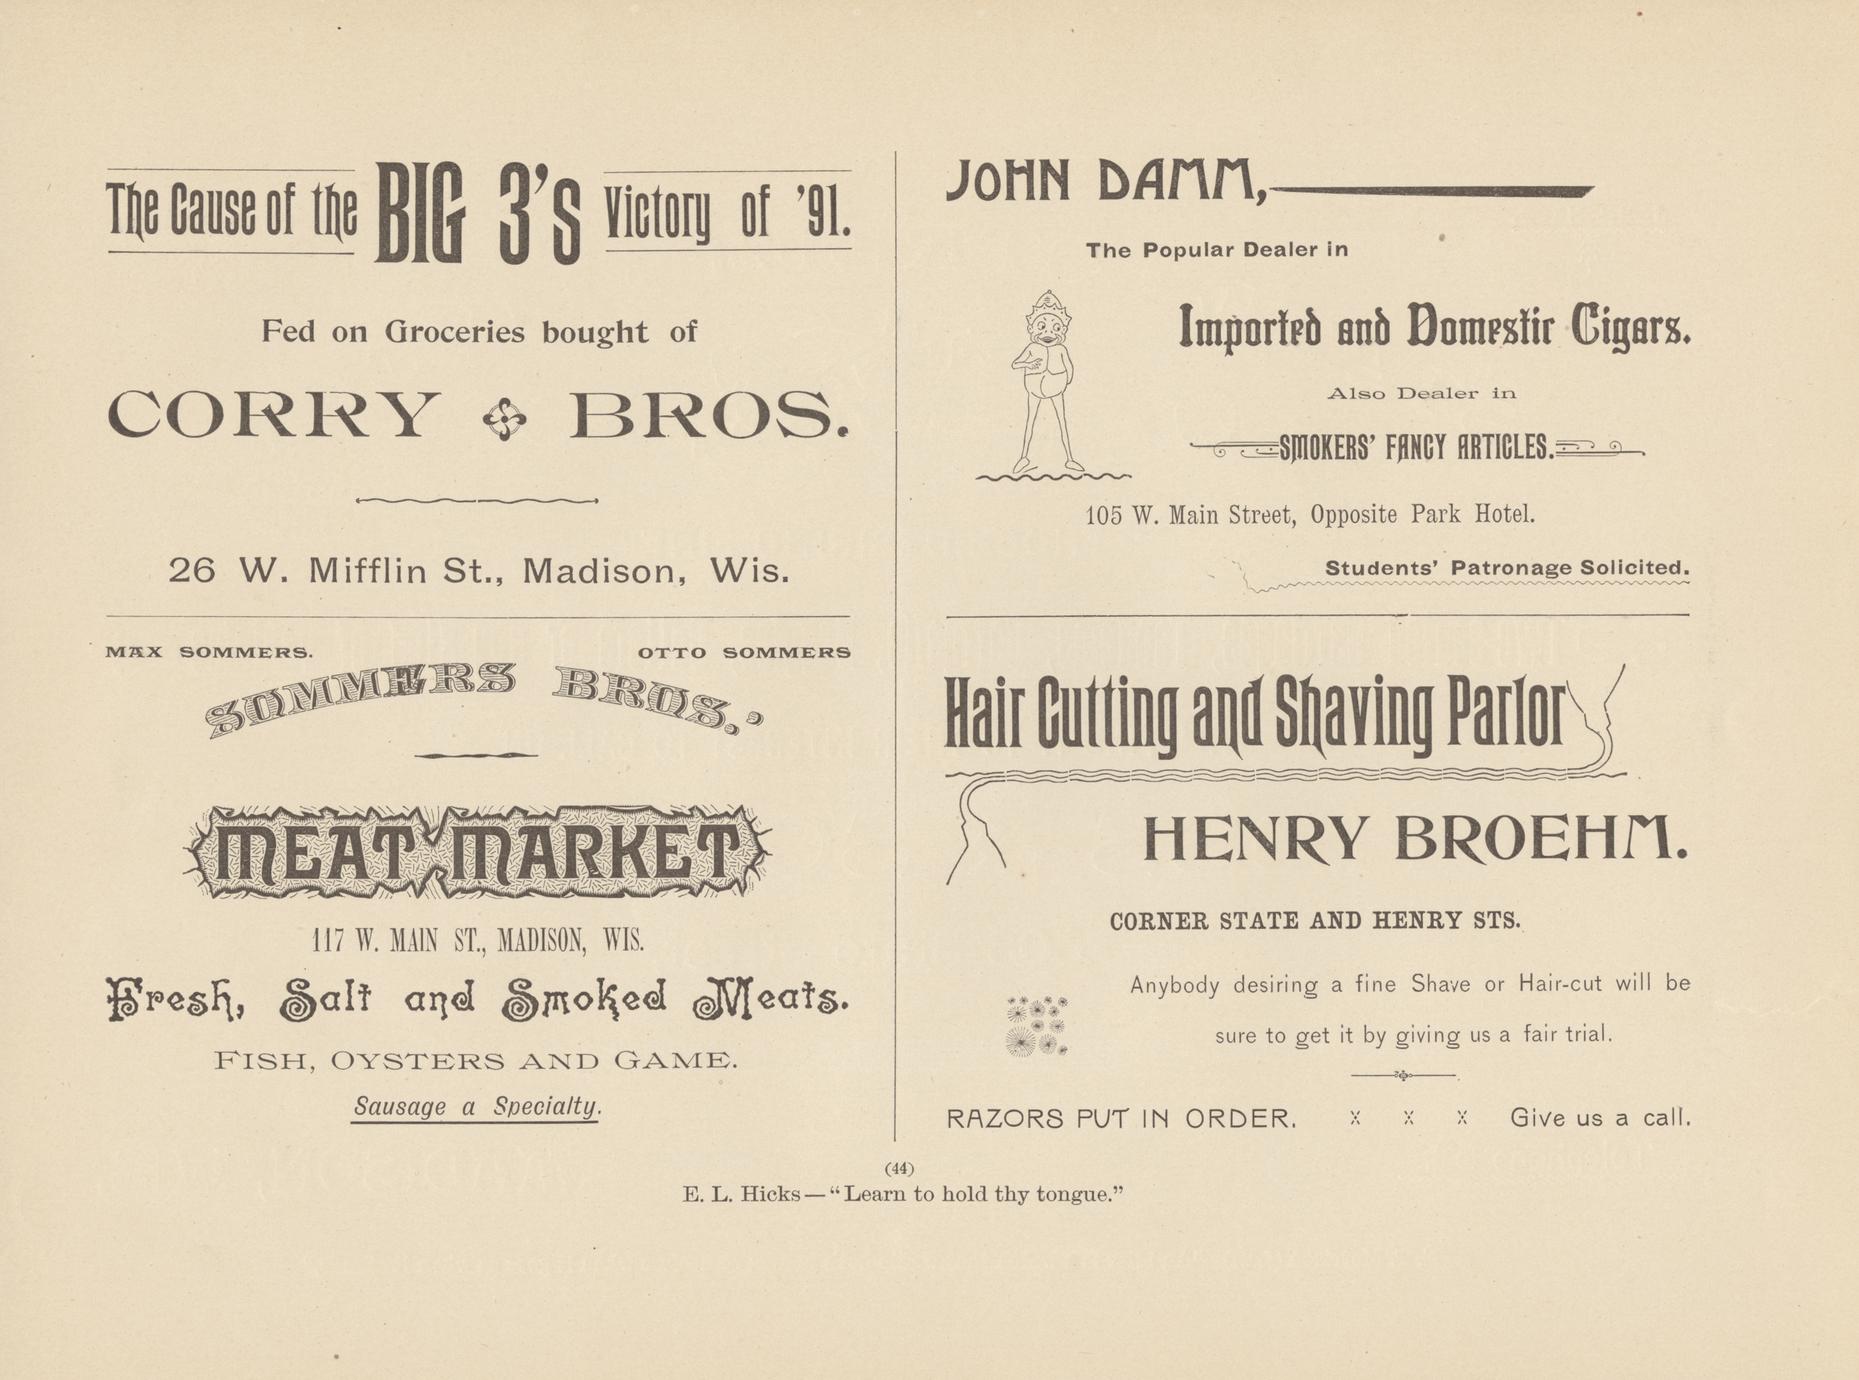 The Cause of the BIG 3's Victory of '91.
Fed on Groceries bought of
CORRY BROS.
26 W. Mifflin St., Madison, Wis.
MAX SOMMERS. OTTO SOMMERS
SOMMERS BROS.,
MEAT MARKET
117 W. MAIN ST., MADISON, WIS.
Fresh, Salt and Smoked Meats.
FISH, OYSTERS AND GAME.
Sausage a Specialty.
JOHN DAMM,
The Popular Dealer in
Imported and Domestic Cigars.
Also Dealer in
SMOKERS' FANCY ARTICLES.
105 W. Main Street, Opposite Park Hotel.
Students' Patronage Solicited.
Hair Cutting and Shaving Parlor
HENRY BROEHM.
CORNER STATE AND HENRY STS.
Anybody desiring a fine Shave or Hair-cut will be
sure to get it by giving us a fair trial.
RAZORS PUT IN ORDER. x x x Give us a call.
(44)
E. L. Hicks—"Learn to hold thy tongue."